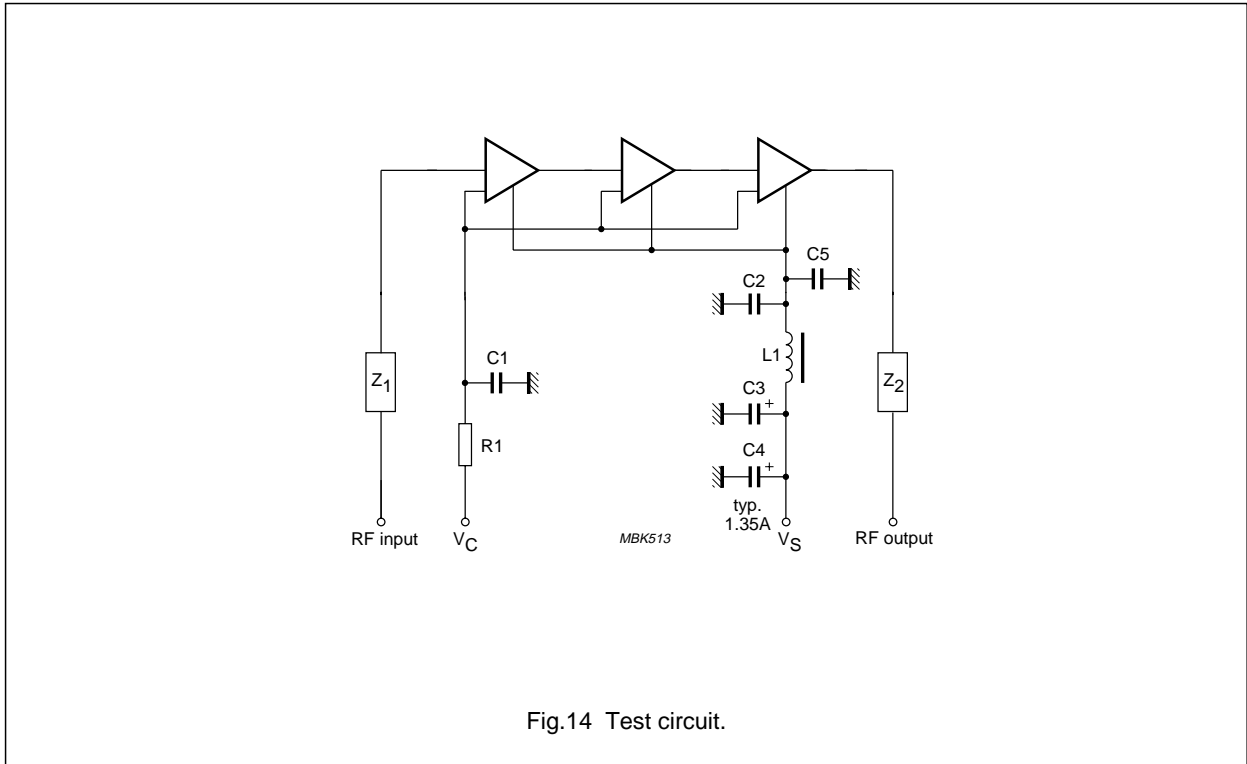 C5
C2
L1
C1
Z1
Z2
C3
+
R1
C4
+
typ.
1.35A
RF input
VC
MBK513
VS
RF output
Fig.14 Test circuit.